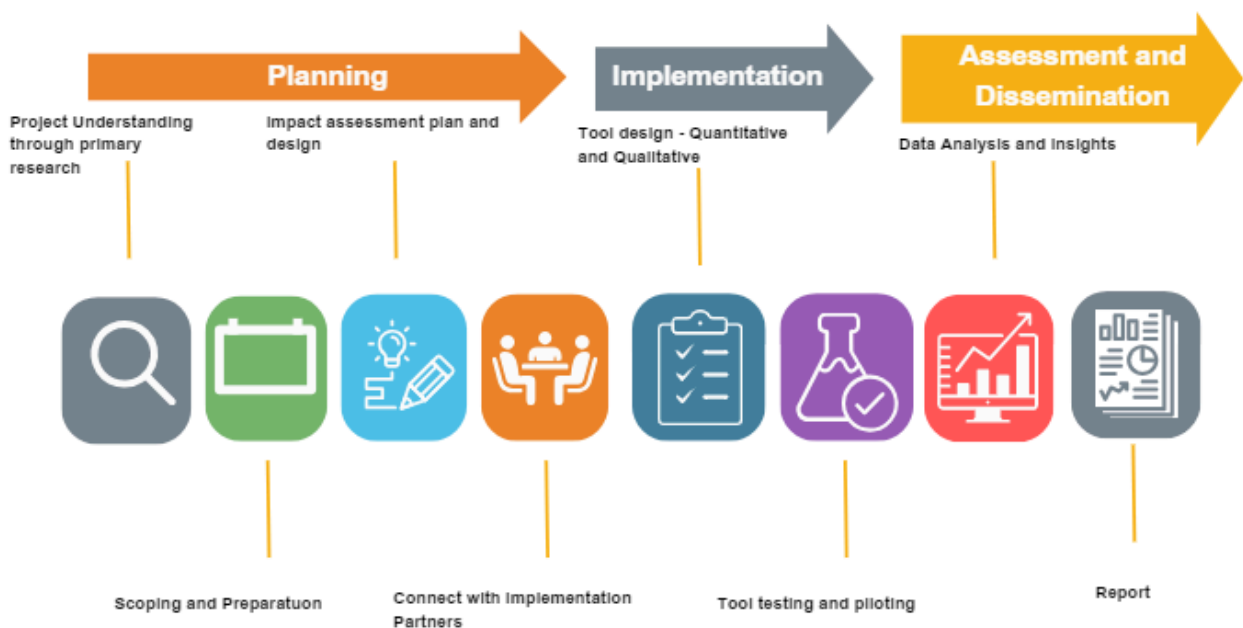 Planning
Implementation
Assessment and
Dissemination
Project Understanding
through primary
research
Impact assessment plan and
design
Tool design - Quantitative
and Qualitative
Data Analysis and Insights
Scoping and Preparatuon
Connect with Implementation
Partners
Tool testing and piloting
Report